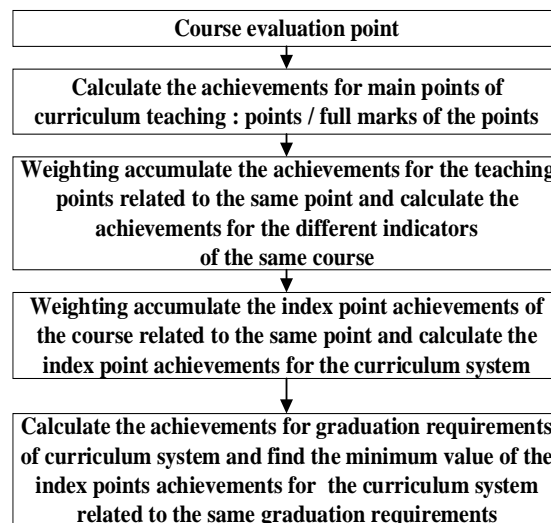 Course evaluation point
Calculate the achievements for main points of
curriculum teaching : points / full marks of the points
Weighting accumulate the achievements for the teaching
points related to the same point and calculate the
achievements for the different indicators
of the same course
Weighting accumulate the index point achievements of
the course related to the same point and calculate the
index point achievements for the curriculum system
Calculate the achievements for graduation requirements
of curriculum system and find the minimum value of the
index points achievements for the curriculum system
related to the same graduation requirements